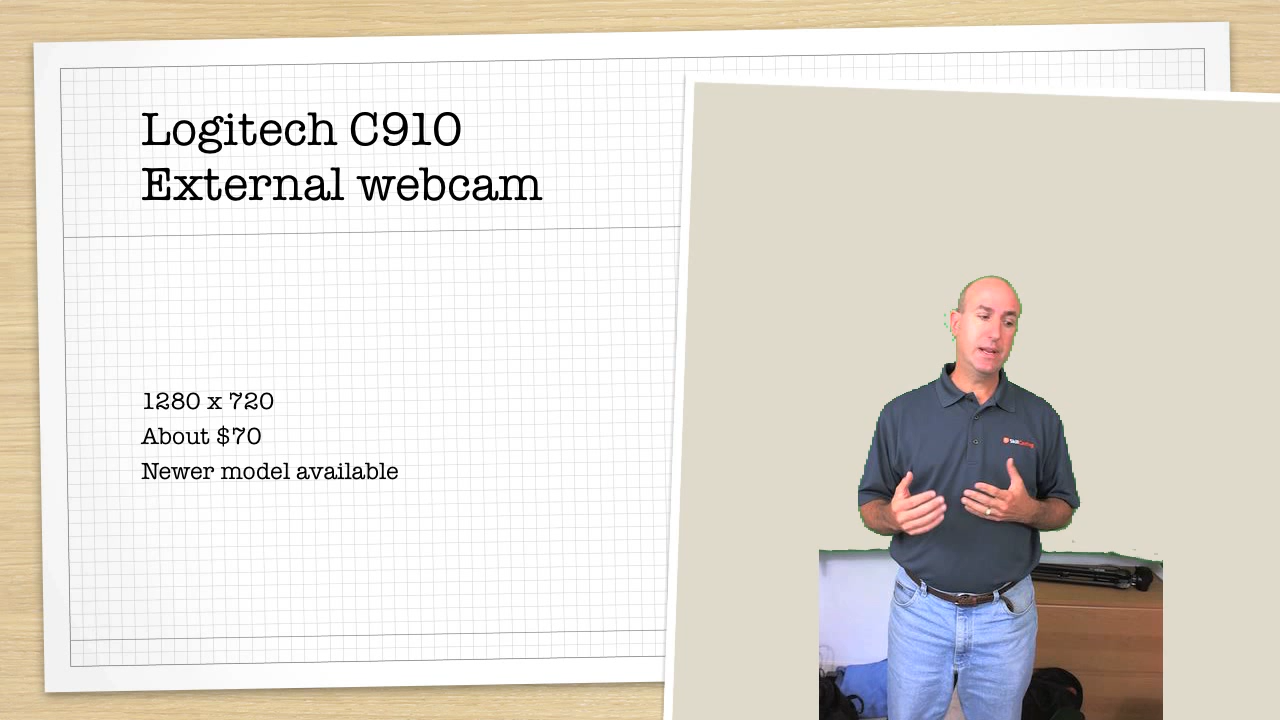 Logitech C910
External webcam
1280 x 720
About $70
Newer model available